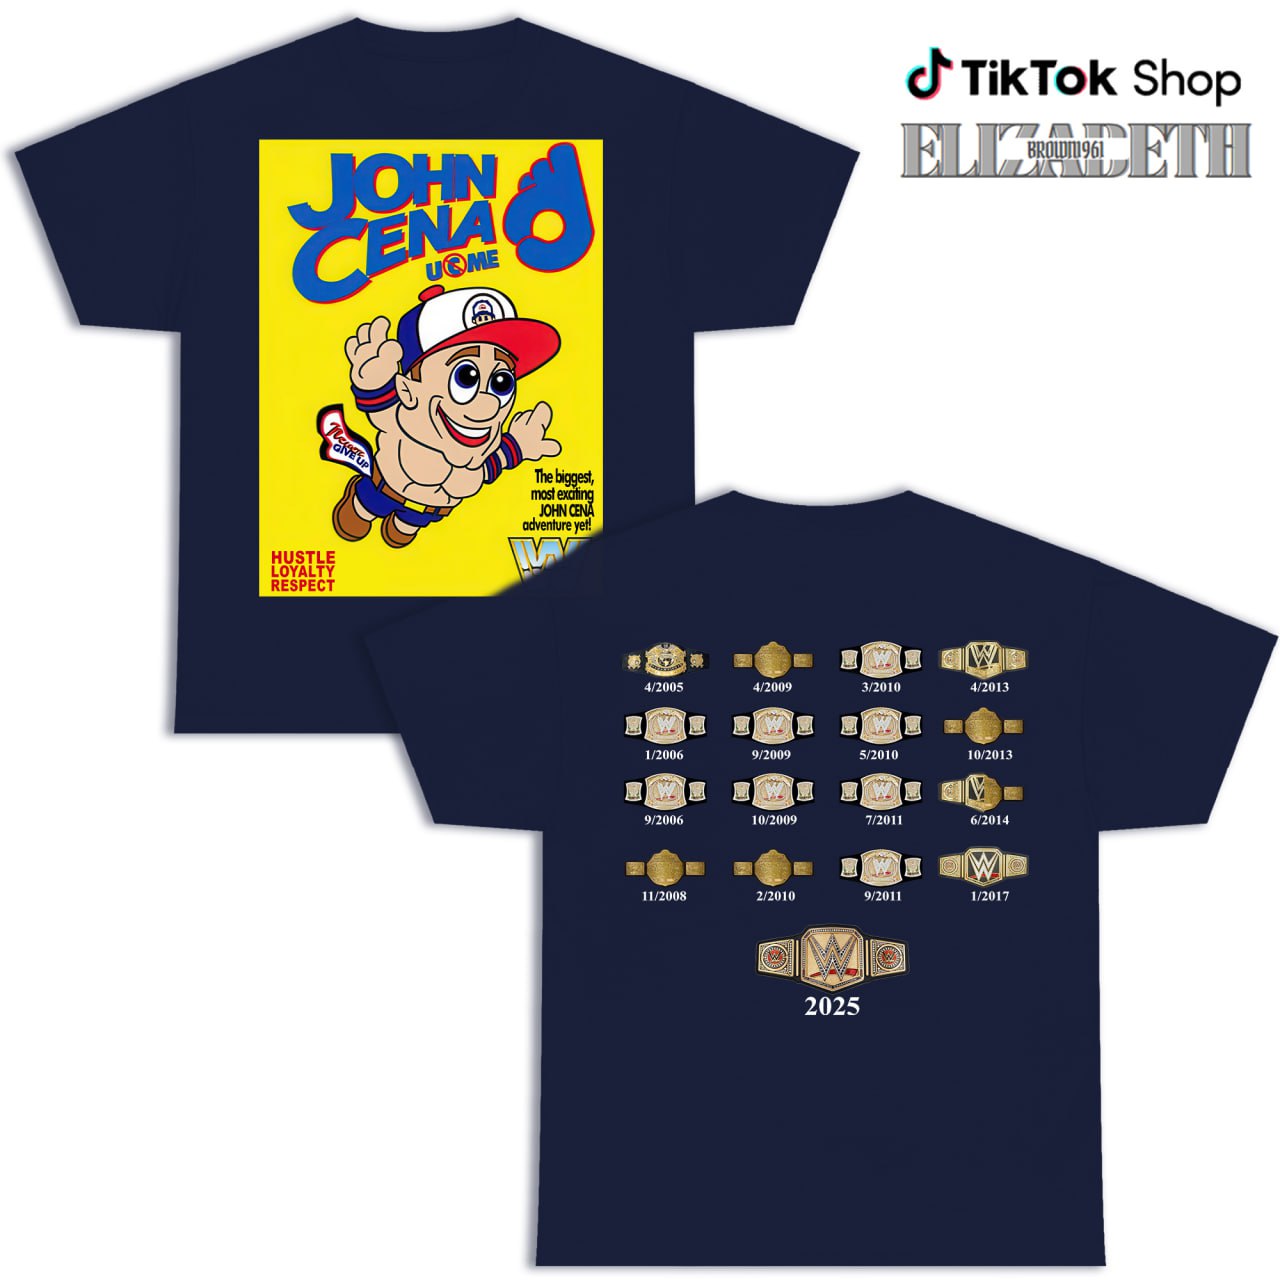 TikTok Shop
ELIZABETH
BROWN1961
JOHN
CENA
U C ME
Never
GIVE UP
The biggest,
most exciting
JOHN CENA
adventure yet!
HUSTLE
LOYALTY
RESPECT
W
4/2005 4/2009 3/2010 4/2013
1/2006 9/2009 5/2010 10/2013
9/2006 10/2009 7/2011 6/2014
11/2008 2/2010 9/2011 1/2017
2025